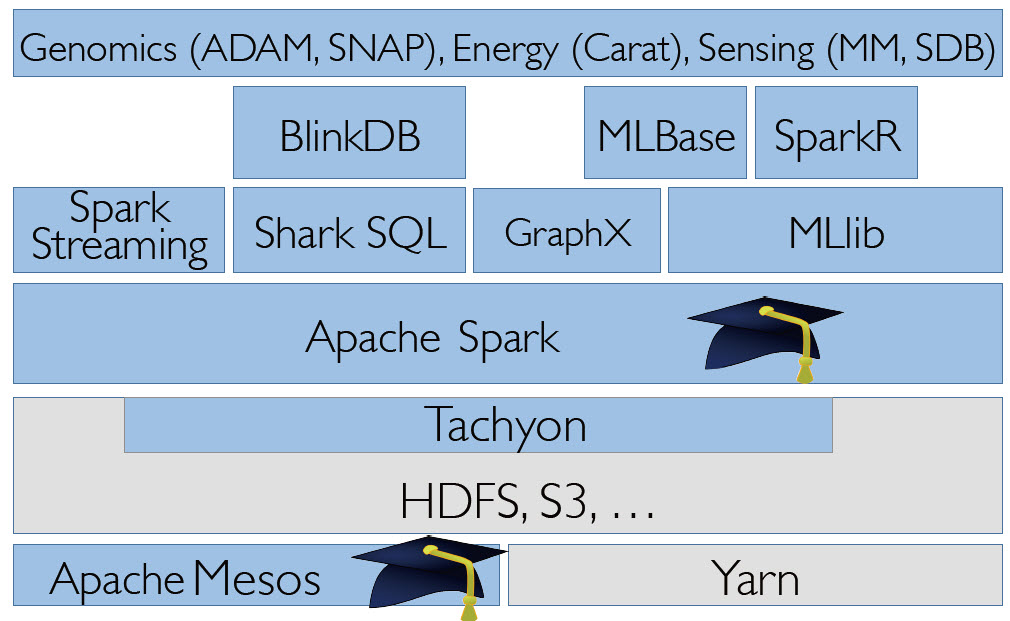 Genomics (ADAM, SNAP), Energy (Carat), Sensing (MM, SDB)
BlinkDB
MLBase
SparkR
Spark
Streaming
Shark SQL
GraphX
MLlib
Apache Spark
Tachyon
HDFS, S3, …
Apache Mesos
Yarn